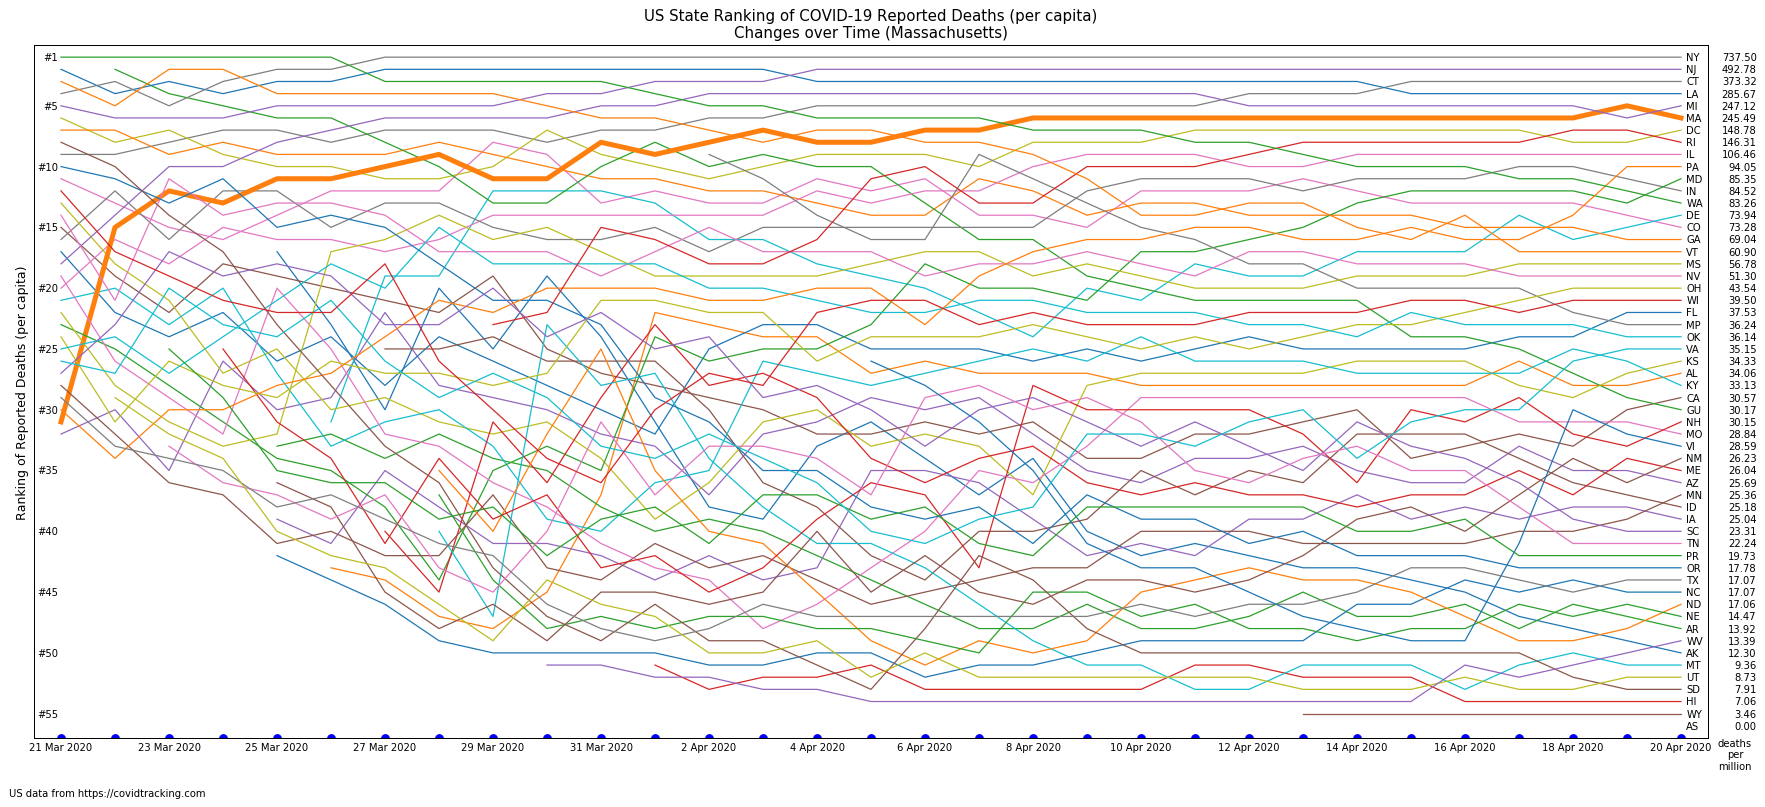 US State Ranking of COVID-19 Reported Deaths (per capita)
Changes over Time (Massachusetts)
Ranking of Reported Deaths (per capita)
#1
#5
#10
#15
#20
#25
#30
#35
#40
#45
#50
#55
NY 737.50
NJ 492.78
CT 373.32
LA 285.67
MI 247.12
MA 245.49
DC 148.78
RI 146.31
IL 106.46
PA 94.05
MD 85.35
IN 84.52
WA 83.26
DE 73.94
CO 73.28
GA 69.04
VT 60.90
MS 56.78
NV 51.30
OH 43.54
WI 39.50
FL 37.53
MP 36.24
OK 36.14
VA 35.15
KS 34.33
AL 34.06
KY 33.13
CA 30.57
GU 30.17
NH 30.15
MO 28.84
VI 28.59
NM 26.23
ME 26.04
AZ 25.69
MN 25.36
ID 25.18
IA 25.04
SC 23.31
TN 22.24
PR 19.73
OR 17.78
TX 17.07
NC 17.07
ND 17.06
NE 14.47
AR 13.92
WV 13.39
AK 12.30
MT 9.36
UT 8.73
SD 7.91
HI 7.06
WY 3.46
AS 0.00
21 Mar 2020 23 Mar 2020 25 Mar 2020 27 Mar 2020 29 Mar 2020 31 Mar 2020 2 Apr 2020 4 Apr 2020 6 Apr 2020 8 Apr 2020 10 Apr 2020 12 Apr 2020 14 Apr 2020 16 Apr 2020 18 Apr 2020 20 Apr 2020
deaths
per
million
US data from https://covidtracking.com